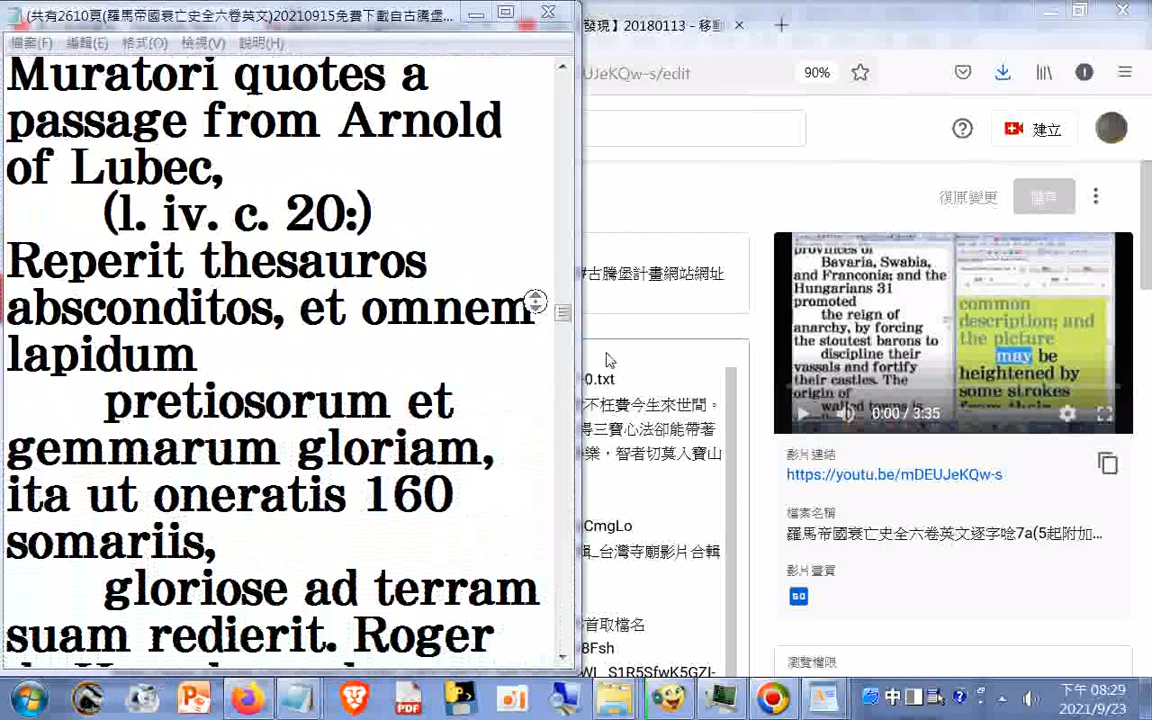 (共有2610頁(羅馬帝國衰亡史全六卷英文)20210915免費下載自古騰堡...
檔案(F) 編輯(E) 格式(O) 檢視(V) 說明(H)
Muratori quotes a
passage from Arnold
of Lubec,
(l. iv. c. 20:)
Reperit thesauros
absconditos, et omnem
lapidum
pretiosorum et
gemmarum gloriam,
ita ut oneratis 160
somariis,
gloriose ad terram
suam redierit. Roger
發現】20180113 - 移動
UJeKQw-s/edit
90%
建立
復原變更
儲存
#古騰堡計畫網站網址
-0.txt
不枉費今生來世間。
得三寶心法卻能帶著
樂，智者切莫入寶山
CmgLo
輯_台灣寺廟影片合輯
首取檔名
8Fsh
WL_S1R5SfwK5GZI-
provinces of
Bavaria, Swabia,
and Franconia; and the
Hungarians 31
promoted
the reign of
anarchy, by forcing
the stoutest barons to
discipline their
vassals and fortify
their castles. The
origin of
walled towns is
common
description; and
the picture
may be
heightened by
some strokes
from their
0:00 / 3:35
影片連結
https://youtu.be/mDEUJeKQw-s
檔案名稱
羅馬帝國衰亡史全六卷英文逐字唸7a(5起附加...
影片畫質
瀏覽權限
中
下午 08:29
2021/9/23